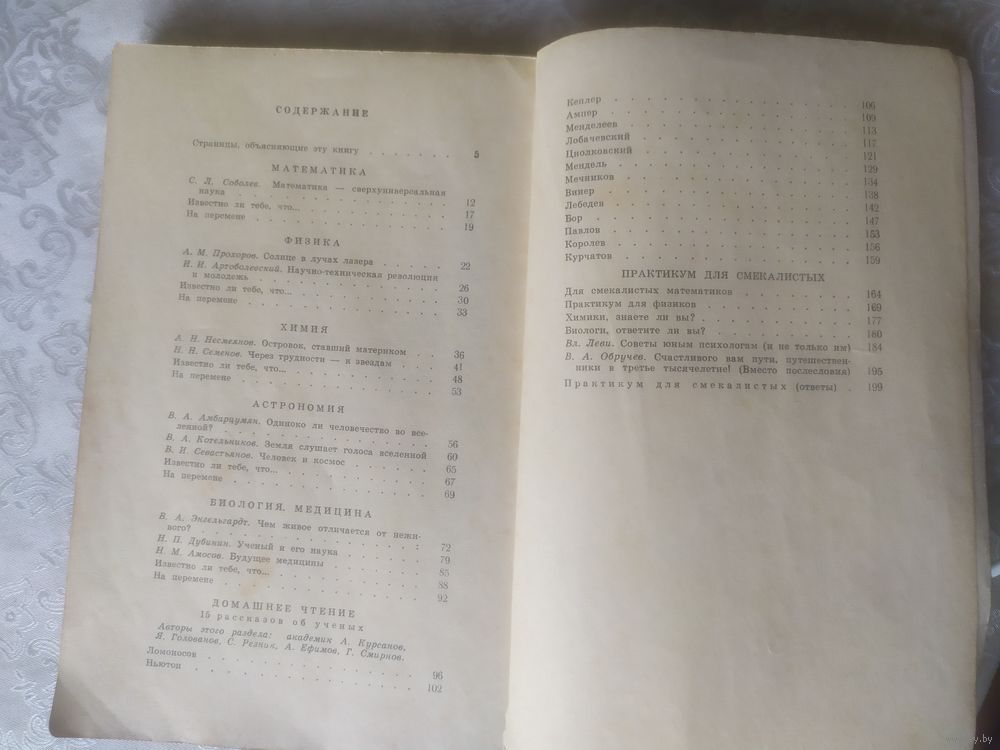 СОДЕРЖАНИЕ
Страницы, объясняющие эту книгу . . . . . . . 5
МАТЕМАТИКА
С. Л. Соболев. Математика — сверхуниверсальная
наука . . . . . . . . . . . . 12
Известно ли тебе, что... . . . . . . . . . 17
На перемене . . . . . . . . . . . 19
ФИЗИКА
А. М. Прохоров. Солнце в лучах лазера . . . . . 22
И. И. Артоболевский. Научно-техническая революция
и молодежь . . . . . . . . . . . 26
Известно ли тебе, что... . . . . . . . . . 30
На перемене . . . . . . . . . . . 33
ХИМИЯ
А. Н. Несмеянов. Островок, ставший материком . . 36
Н. Н. Семенов. Через трудности — к звездам . . . 41
Известно ли тебе, что... . . . . . . . . . 48
На перемене . . . . . . . . . . . 53
АСТРОНОМИЯ
В. А. Амбарцумян. Одиноко ли человечество во все-
ленной? . . . . . . . . . . . . 56
В. А. Котельников. Земля слушает голоса вселенной 60
В. И. Севастьянов. Человек и космос . . . . . . 65
Известно ли тебе, что... . . . . . . . . . 67
На перемене . . . . . . . . . . . 69
БИОЛОГИЯ. МЕДИЦИНА
В. А. Энгельгардт. Чем живое отличается от нежи-
вого? . . . . . . . . . . . . 72
Н. П. Дубинин. Ученый и его наука . . . . . . 79
Н. М. Амосов. Будущее медицины . . . . . . 85
Известно ли тебе, что... . . . . . . . . . 88
На перемене . . . . . . . . . . . 92
ДОМАШНЕЕ ЧТЕНИЕ
15 рассказов об ученых
Авторы этого раздела: академик А. Курсанов,
Я. Голованов, С. Резник, А. Ефимов, Г. Смирнов.
Ломоносов . . . . . . . . . . . 96
Ньютон . . . . . . . . . . . 102
Кеплер . . . . . . . . . . . 106
Ампер . . . . . . . . . . . 109
Менделеев . . . . . . . . . . . 113
Лобачевский . . . . . . . . . . . 117
Циолковский . . . . . . . . . . . 121
Мендель . . . . . . . . . . . 129
Мечников . . . . . . . . . . . 134
Винер . . . . . . . . . . . 138
Лебедев . . . . . . . . . . . 142
Бор . . . . . . . . . . . 147
Павлов . . . . . . . . . . . 153
Королев . . . . . . . . . . . 156
Курчатов . . . . . . . . . . . 159
ПРАКТИКУМ ДЛЯ СМЕКАЛИСТЫХ
Для смекалистых математиков . . . . . . . 164
Практикум для физиков . . . . . . . . 169
Химики, знаете ли вы? . . . . . . . . 177
Биологи, ответите ли вы? . . . . . . . . 180
Вл. Леви. Советы юным психологам (и не только им) 184
В. А. Обручев. Счастливого вам пути, путешествен-
ники в третье тысячелетие! (Вместо послесловия) 195
Практикум для смекалистых (ответы) . 199